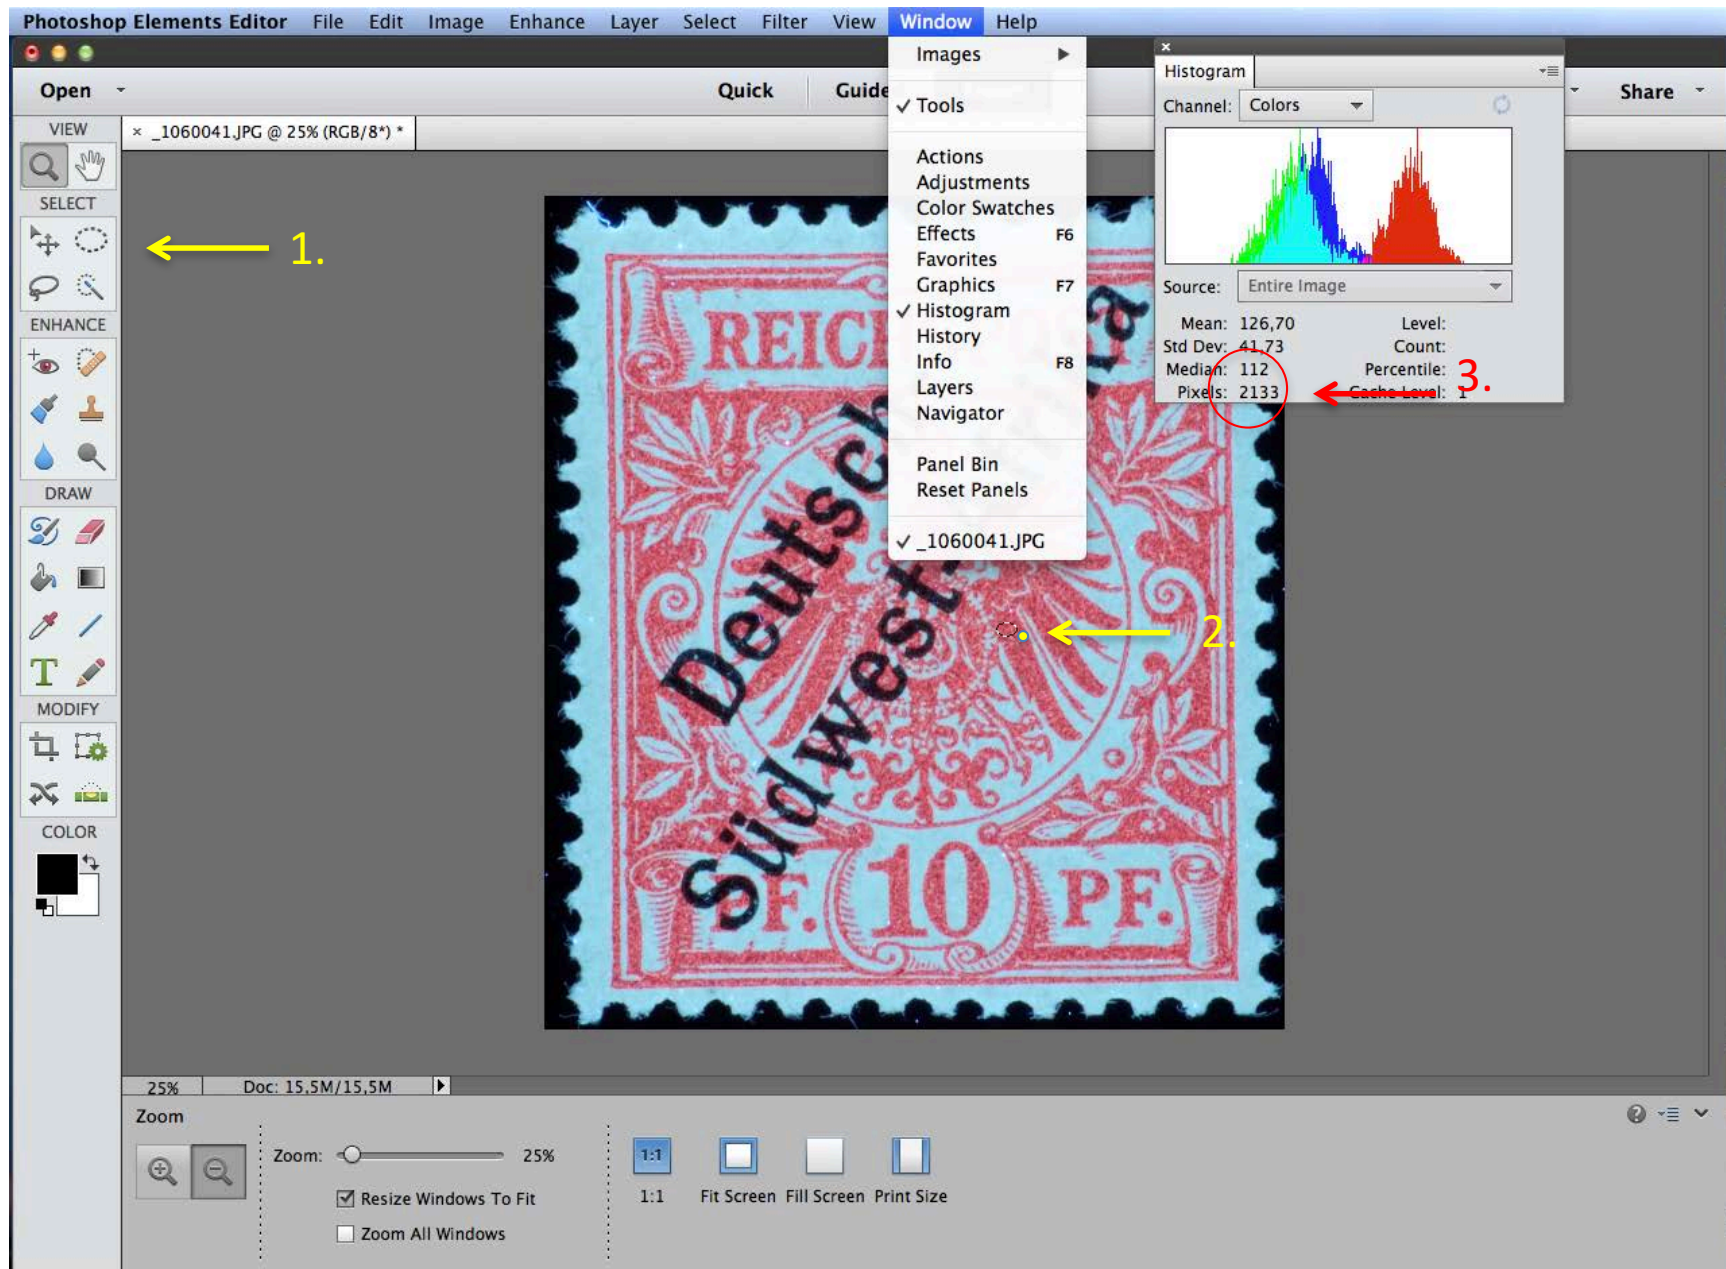 Photoshop Elements Editor File Edit Image Enhance Layer Select Filter View Window Help
Open Quick Guide Share
_1060041.JPG @ 25% (RGB/8*) *
VIEW
SELECT
ENHANCE
DRAW
T
MODIFY
COLOR
1.
Images
Tools
Actions
Adjustments
Color Swatches
Effects F6
Favorites
Graphics F7
Histogram
History
Info F8
Layers
Navigator
Panel Bin
Reset Panels
_1060041.JPG
Histogram
Channel: Colors
Source: Entire Image
Mean: 126,70 Level:
Std Dev: 41,73 Count:
Median: 112 Percentile:
Pixels: 2133 Cache Level: 1
3.
2.
Deutsch
Südwest-
PF. 10 PF.
25% Doc: 15,5M/15,5M
Zoom
Zoom: 25%
Resize Windows To Fit
Zoom All Windows
1:1
1:1 Fit Screen Fill Screen Print Size